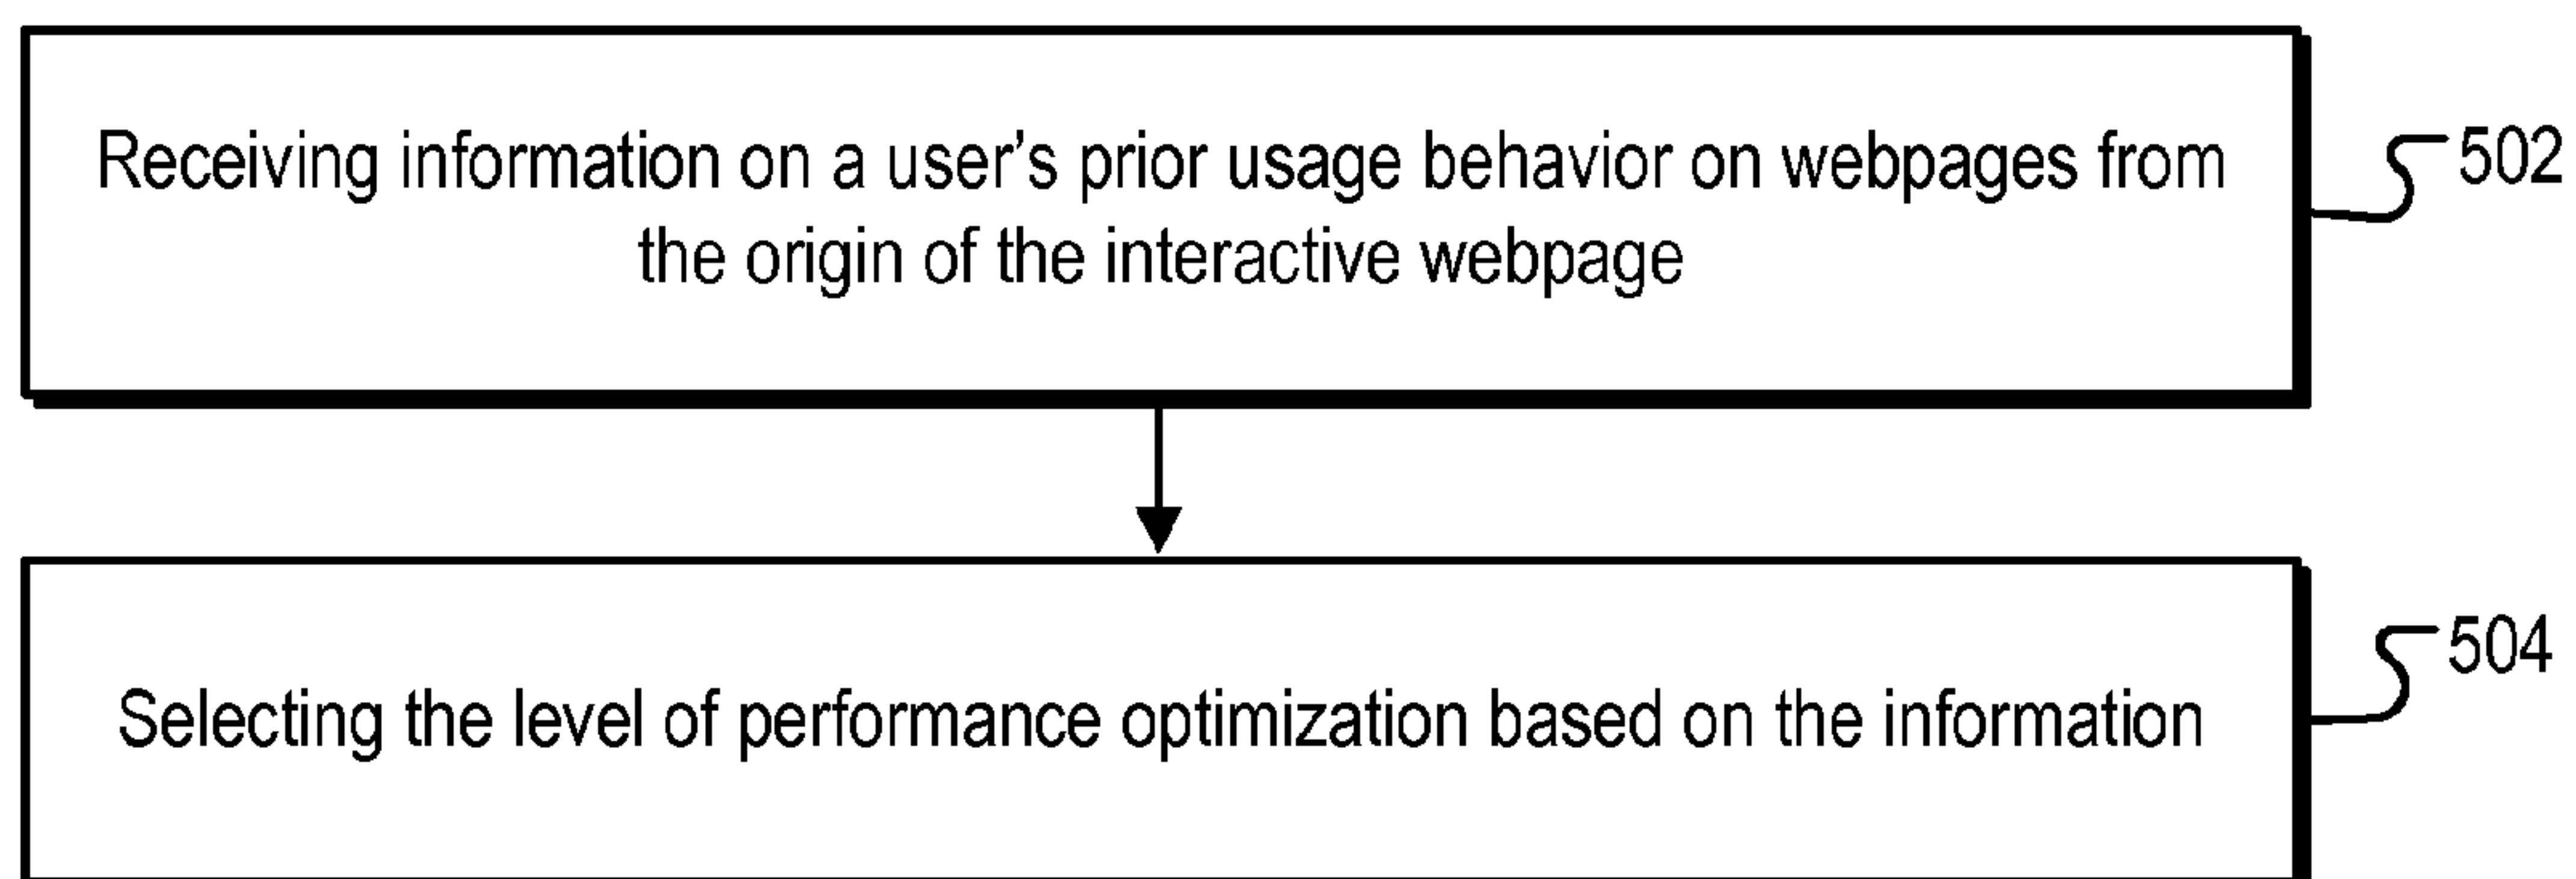 Receiving information on a user’s prior usage behavior on webpages from
the origin of the interactive webpage
502
Selecting the level of performance optimization based on the information
504